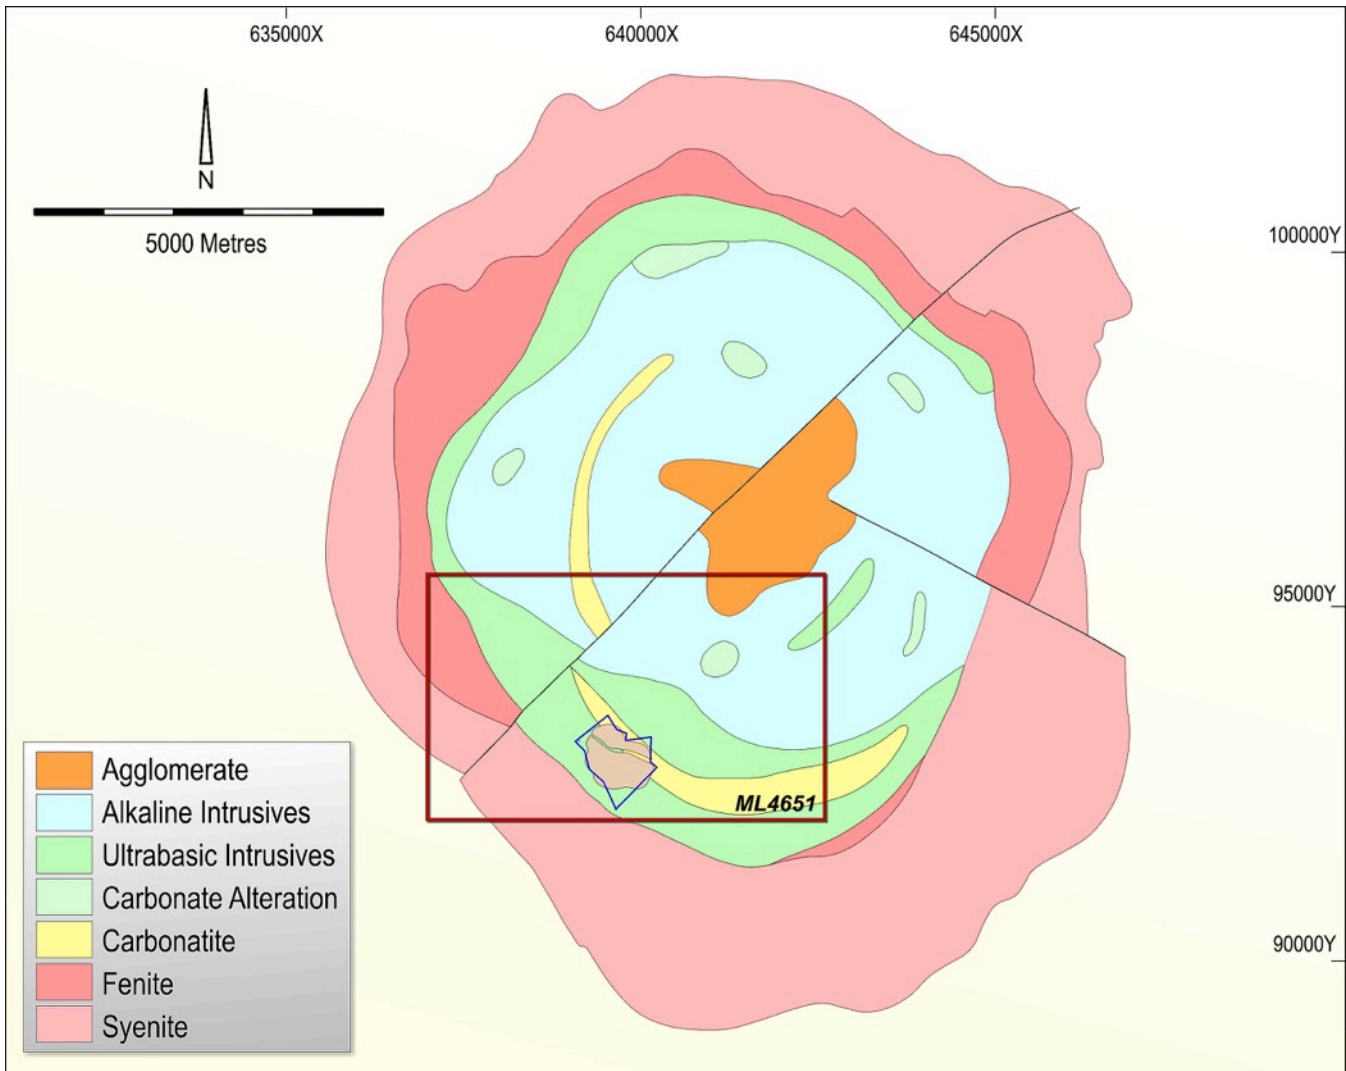 635000X
640000X
645000X
N
5000 Metres
100000Y
95000Y
90000Y
ML4651
Agglomerate
Alkaline Intrusives
Ultrabasic Intrusives
Carbonate Alteration
Carbonatite
Fenite
Syenite